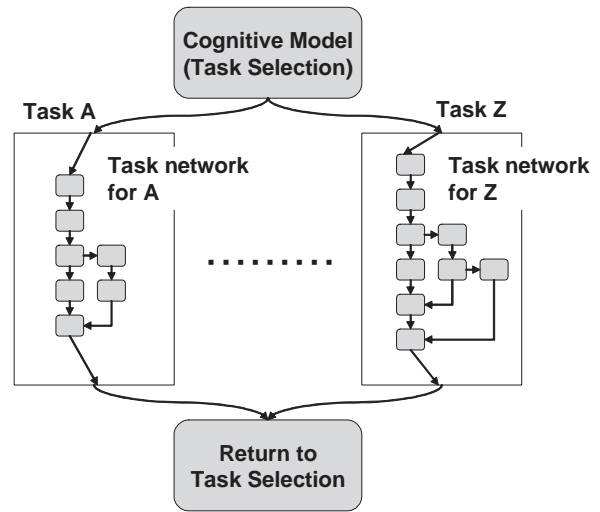 Cognitive Model
(Task Selection)
Task A
Task Z
Task network
for A
Task network
for Z
Return to
Task Selection